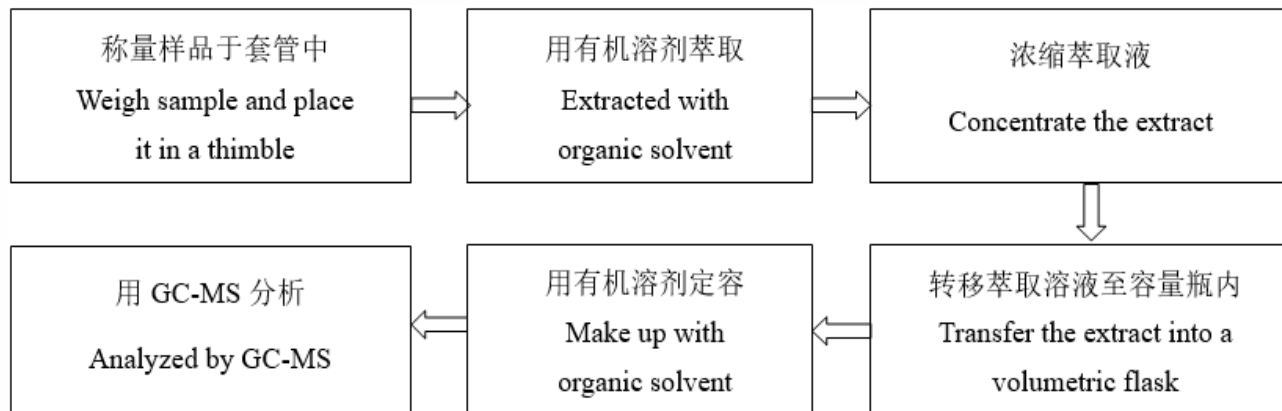 称量样品于套管中
Weigh sample and place
it in a thimble
用有机溶剂萃取
Extracted with
organic solvent
浓缩萃取液
Concentrate the extract
转移萃取溶液至容量瓶内
Transfer the extract into a
volumetric flask
用有机溶剂定容
Make up with
organic solvent
用 GC-MS 分析
Analyzed by GC-MS